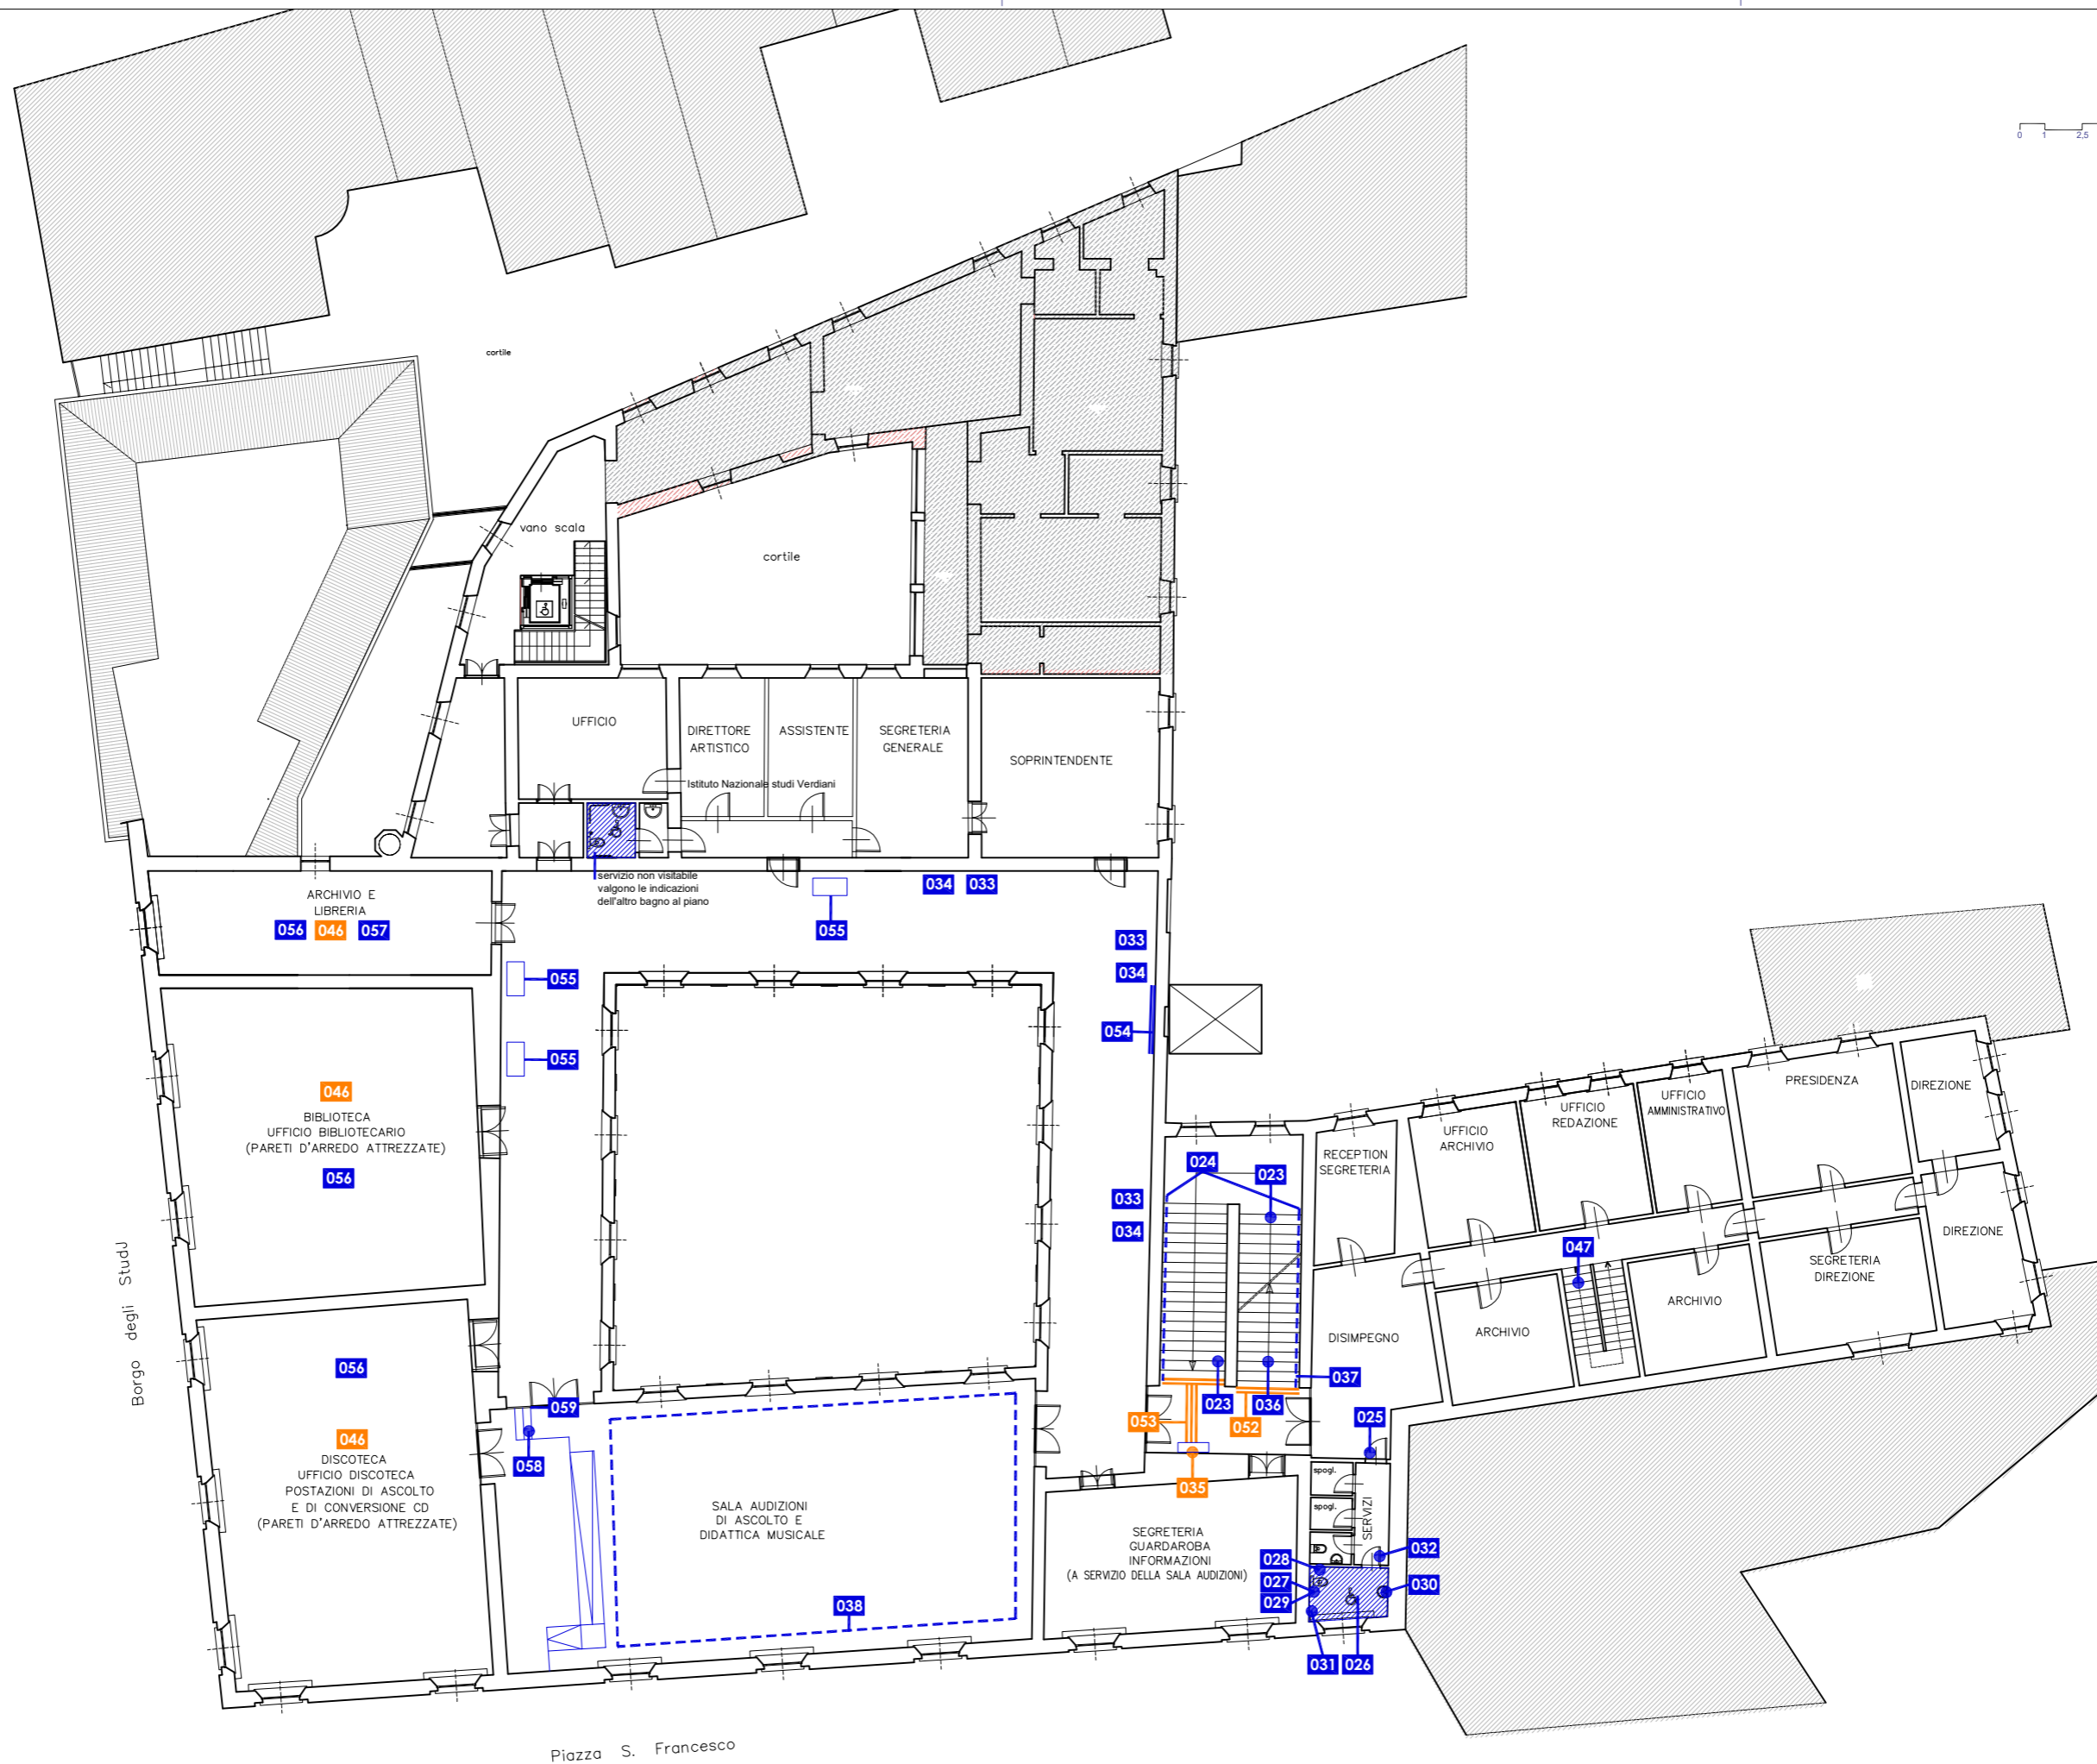 0 1 2,5
cortile
vano scala
cortile
UFFICIO
DIRETTORE
ARTISTICO
ASSISTENTE
SEGRETERIA
GENERALE
SOPRINTENDENTE
Istituto Nazionale studi Verdiani
servizio non visitabile
valgono le indicazioni
dell'altro bagno al piano
034 033
055
ARCHIVIO E
LIBRERIA
056 046 057
033
034
055
054
055
046
BIBLIOTECA
UFFICIO BIBLIOTECARIO
(PARETI D'ARREDO ATTREZZATE)
056
PRESIDENZA
DIREZIONE
UFFICIO
AMMINISTRATIVO
UFFICIO
REDAZIONE
UFFICIO
ARCHIVIO
RECEPTION
SEGRETERIA
024
023
033
034
047
DIREZIONE
SEGRETERIA
DIREZIONE
ARCHIVIO
ARCHIVIO
DISIMPEGNO
Borgo degli StudJ
056
037
059
023
036
053
052
025
046
DISCOTECA
UFFICIO DISCOTECA
POSTAZIONI DI ASCOLTO
E DI CONVERSIONE CD
(PARETI D'ARREDO ATTREZZATE)
058
035
spogl.
spogl.
SERVIZI
SALA AUDIZIONI
DI ASCOLTO E
DIDATTICA MUSICALE
SEGRETERIA
GUARDAROBA
INFORMAZIONI
(A SERVIZIO DELLA SALA AUDIZIONI)
032
028
027
030
029
038
031 026
Piazza S. Francesco